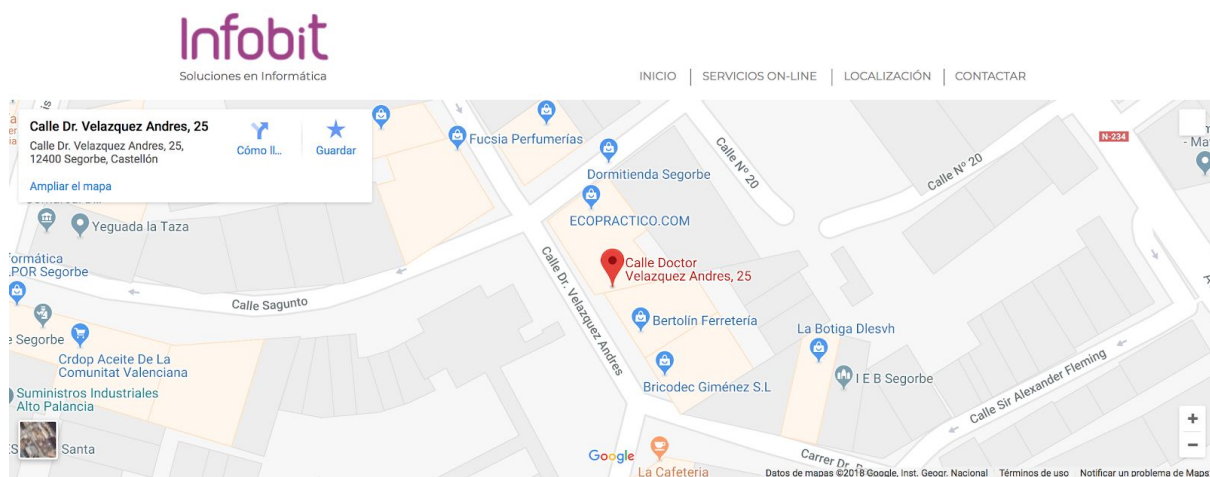 Infobit
Soluciones en Informática
INICIO
SERVICIOS ON-LINE
LOCALIZACIÓN
CONTACTAR
Calle Dr. Velazquez Andres, 25
Calle Dr. Velazquez Andres, 25,
12400 Segorbe, Castellón
Cómo ll...
Guardar
Ampliar el mapa
Fucsia Perfumerías
Dormitienda Segorbe
ECOPRACTICO.COM
Calle Nº 20
Calle Nº 20
N-234
Yeguada la Taza
Calle Doctor
Velazquez Andres, 25
Calle Dr. Velazquez Andres
Calle Sagunto
Segorbe
Bertolín Ferretería
La Botiga Dlesvh
Segorbe
Crdop Aceite De La
Comunitat Valenciana
Bricodec Giménez S.L
I E B Segorbe
Calle Sir Alexander Fleming
Suministros Industriales
Alto Palancia
Santa
Google
La Cafeteria
Carrer Dr.
+
−
Datos de mapas ©2018 Google, Inst. Geogr. Nacional
Términos de uso
Notificar un problema de Maps